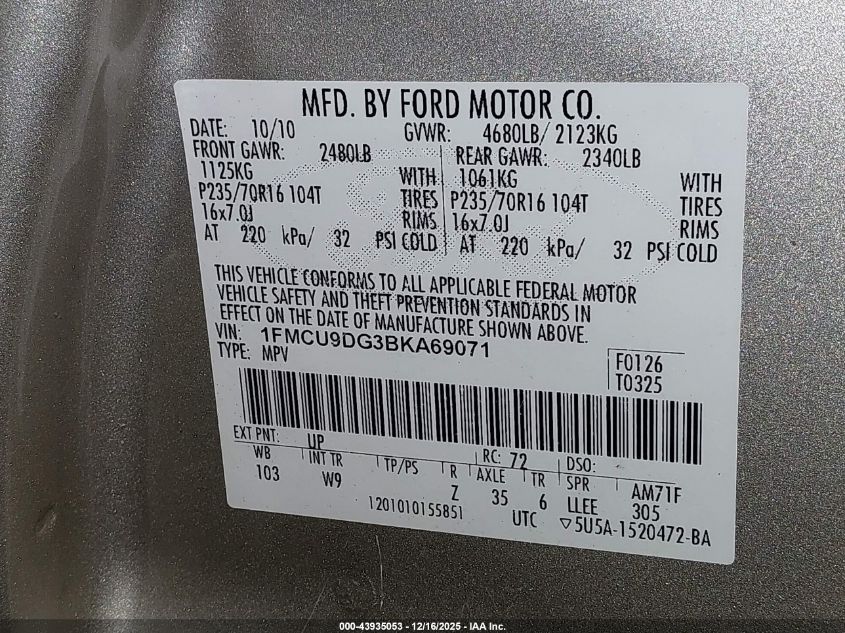 MFD. BY FORD MOTOR CO.
DATE: 10/10 GVWR: 4680LB/ 2123KG
FRONT GAWR: 2480LB REAR GAWR: 2340LB
1125KG WITH 1061KG WITH
P235/70R16 104T TIRES P235/70R16 104T TIRES
16x7.0J RIMS 16x7.0J RIMS
AT 220 kPa/ 32 PSI COLD AT 220 kPa/ 32 PSI COLD
THIS VEHICLE CONFORMS TO ALL APPLICABLE FEDERAL MOTOR
VEHICLE SAFETY AND THEFT PREVENTION STANDARDS IN
EFFECT ON THE DATE OF MANUFACTURE SHOWN ABOVE.
VIN: 1FMCU9DG3BKA69071
TYPE: MPV
F0126
T0325
EXT PNT: UP RC: 72 DSO:
WB INT TR TP/PS R AXLE TR SPR AM71F
103 W9 Z 35 6 LLEE 305
1201010155851 UTC ▽5U5A-1520472-BA
000-43935053 - 12/16/2025 - IAA Inc.